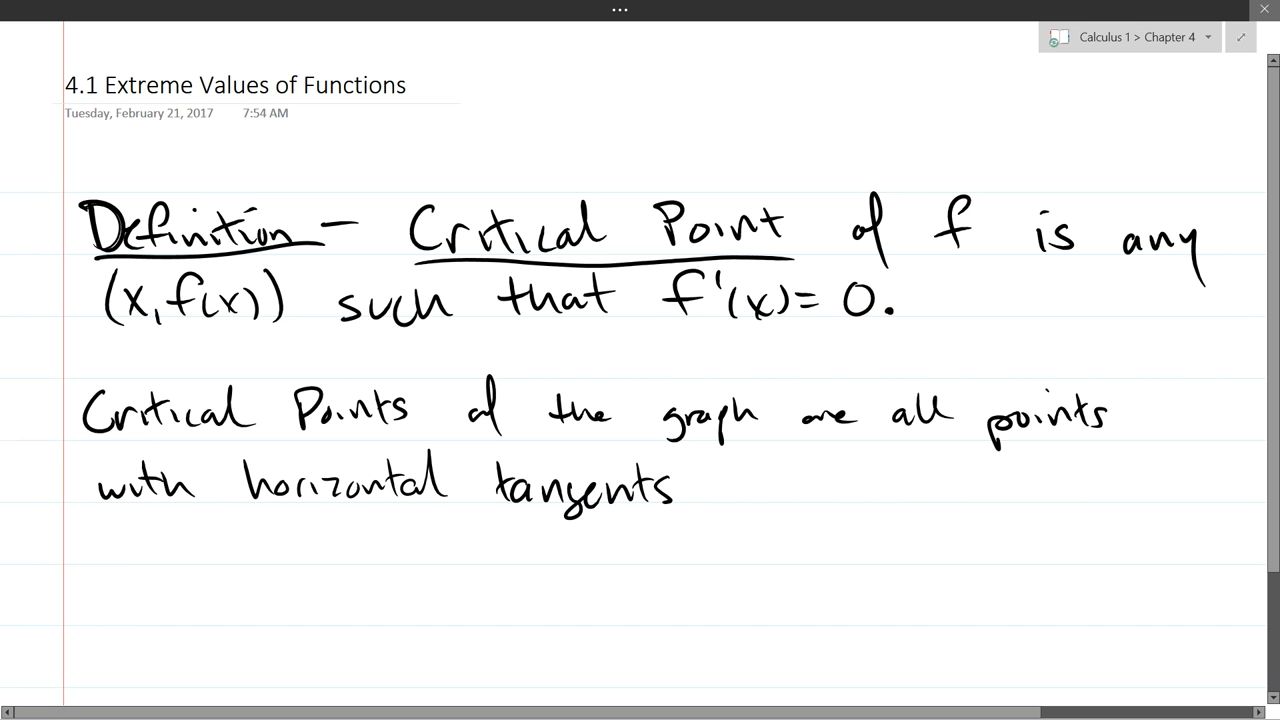 Calculus 1 > Chapter 4
4.1 Extreme Values of Functions
Tuesday, February 21, 2017 7:54 AM
Definition - Critical Point of f is any
(x, f(x)) such that f'(x) = 0.
Critical Points of the graph are all points
with horizontal tangents